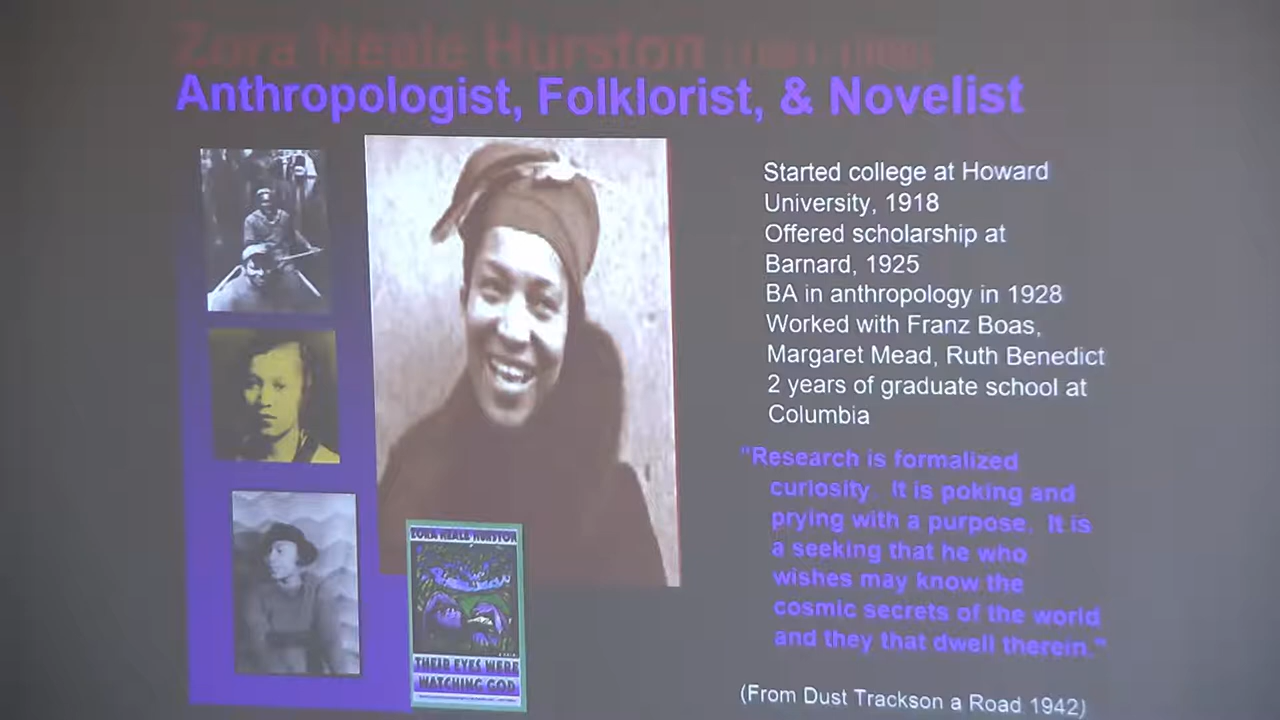 Zora Neale Hurston
Anthropologist, Folklorist, & Novelist
Started college at Howard
University, 1918
Offered scholarship at
Barnard, 1925
BA in anthropology in 1928
Worked with Franz Boas,
Margaret Mead, Ruth Benedict
2 years of graduate school at
Columbia
"Research is formalized
curiosity. It is poking and
prying with a purpose. It is
a seeking that he who
wishes may know the
cosmic secrets of the world
and they that dwell therein."
(From Dust Trackson a Road 1942)
ZORA NEALE HURSTON
THEIR EYES WERE
WATCHING GOD